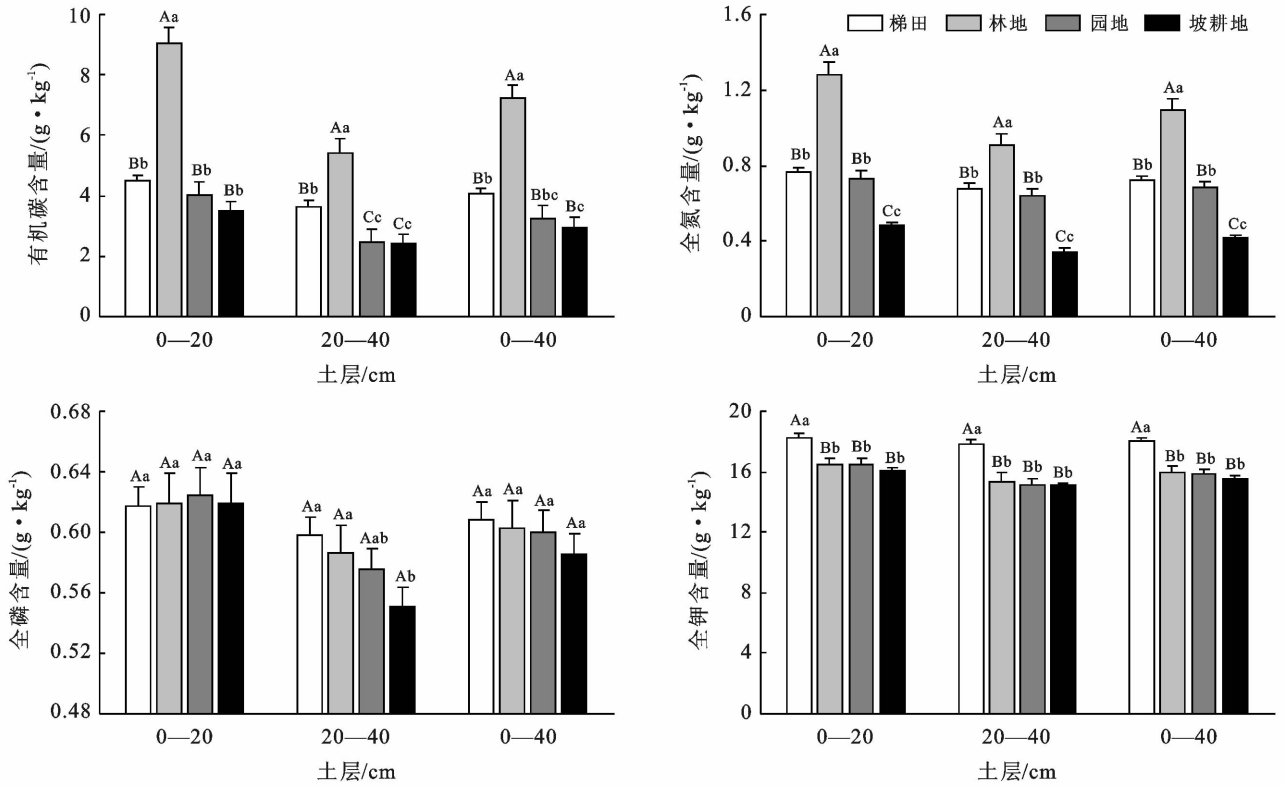 10
8
6
4
2
0
有机碳含量/(g·kg⁻¹)
Aa
Bb Bb Bb
Aa
Bb Cc Cc
Aa
Bb Bbc Bc
0—20 20—40 0—40
土层/cm
1.6
1.2
0.8
0.4
0
全氮含量/(g·kg⁻¹)
梯田 林地 园地 坡耕地
Aa
Bb Bb Cc
Aa
Bb Bb Cc
Aa
Bb Bb Cc
0—20 20—40 0—40
土层/cm
0.68
0.64
0.60
0.56
0.52
0.48
全磷含量/(g·kg⁻¹)
Aa Aa Aa Aa
Aa Aa Aab Ab
Aa Aa Aa Aa
0—20 20—40 0—40
土层/cm
20
16
12
8
4
0
全钾含量/(g·kg⁻¹)
Aa Bb Bb Bb
Aa Bb Bb Bb
Aa Bb Bb Bb
0—20 20—40 0—40
土层/cm